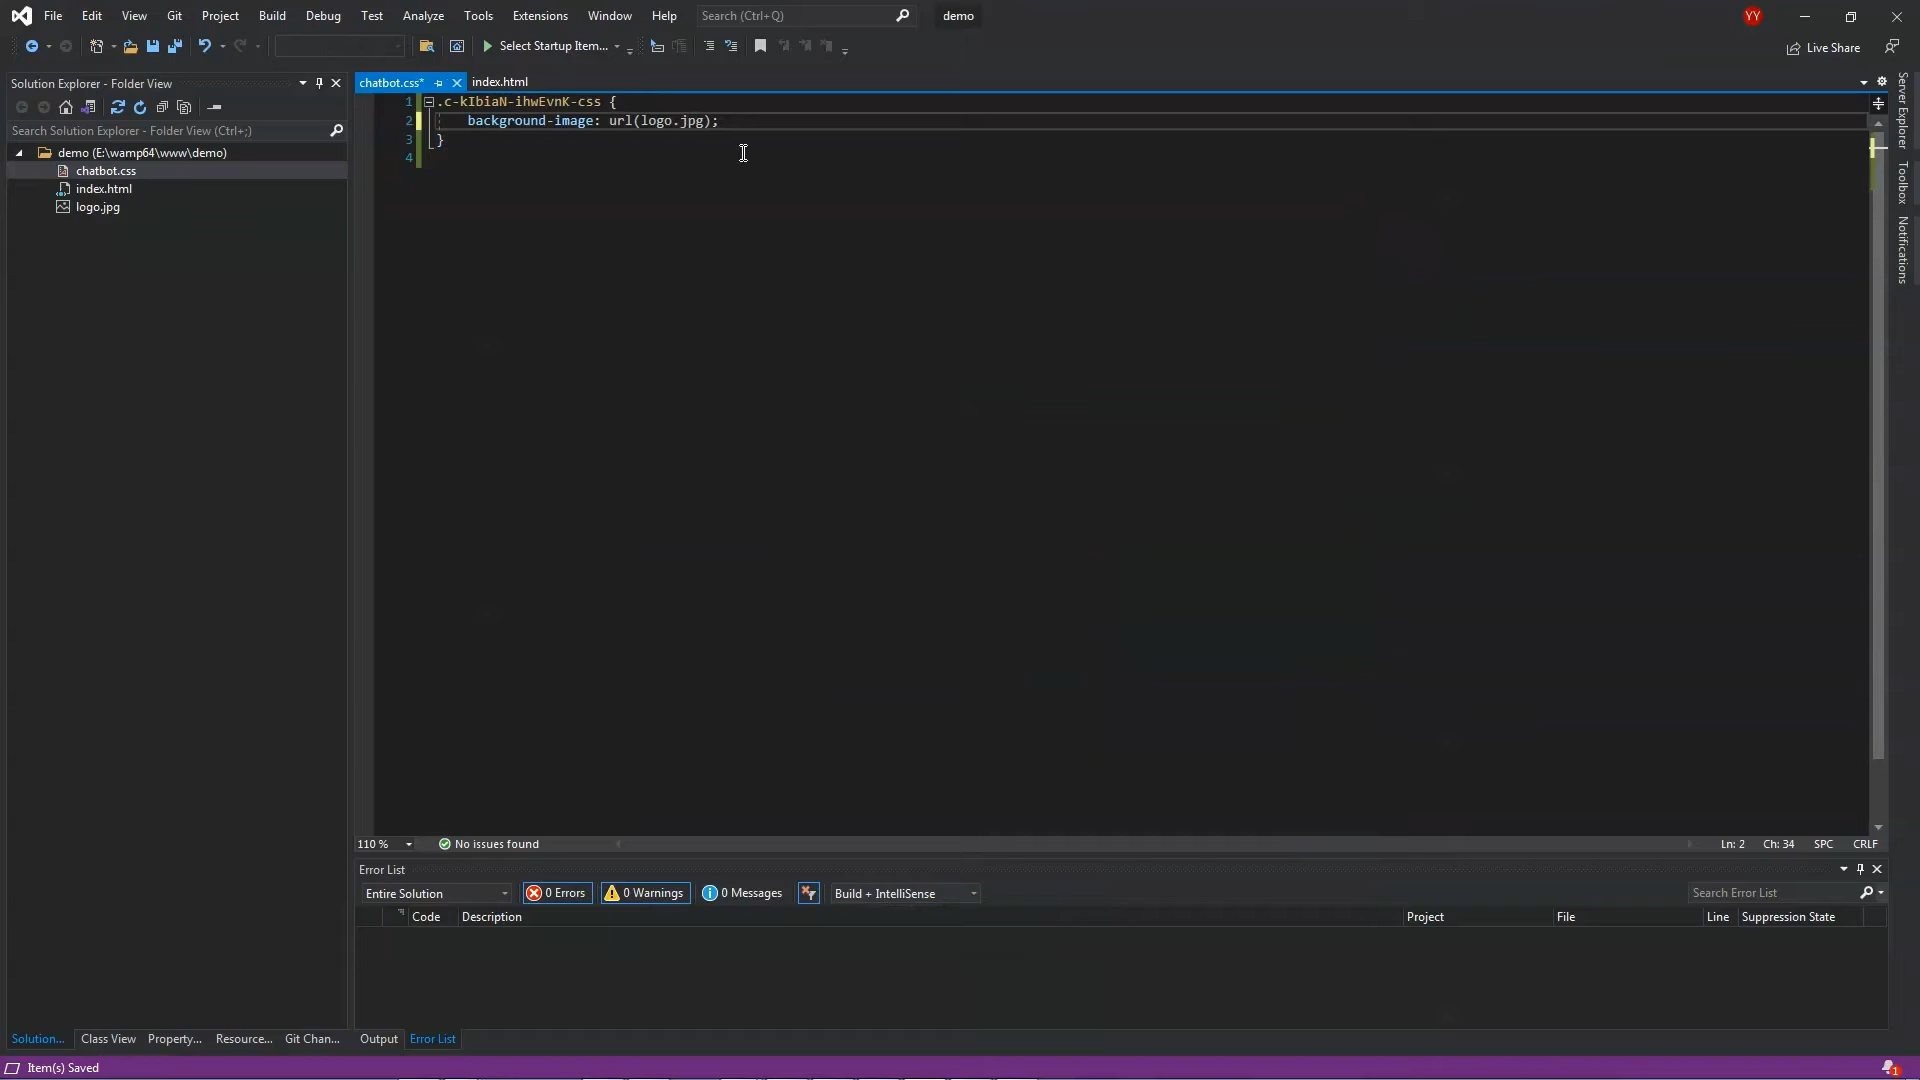 File Edit View Git Project Build Debug Test Analyze Tools Extensions Window Help Search (Ctrl+Q) demo YY
Select Startup Item... Live Share
Solution Explorer - Folder View
Search Solution Explorer - Folder View (Ctrl+;)
demo (E:\wamp64\www\demo)
chatbot.css
index.html
logo.jpg
chatbot.css* index.html
1 .c-kIbiaN-ihwEvnK-css {
2 background-image: url(logo.jpg);
3 }
4
Server Explorer
Toolbox
Notifications
110 % No issues found Ln: 2 Ch: 34 SPC CRLF
Error List
Entire Solution 0 Errors 0 Warnings 0 Messages Build + IntelliSense Search Error List
Code Description Project File Line Suppression State
Solution... Class View Property... Resource... Git Chan... Output Error List
Item(s) Saved 1